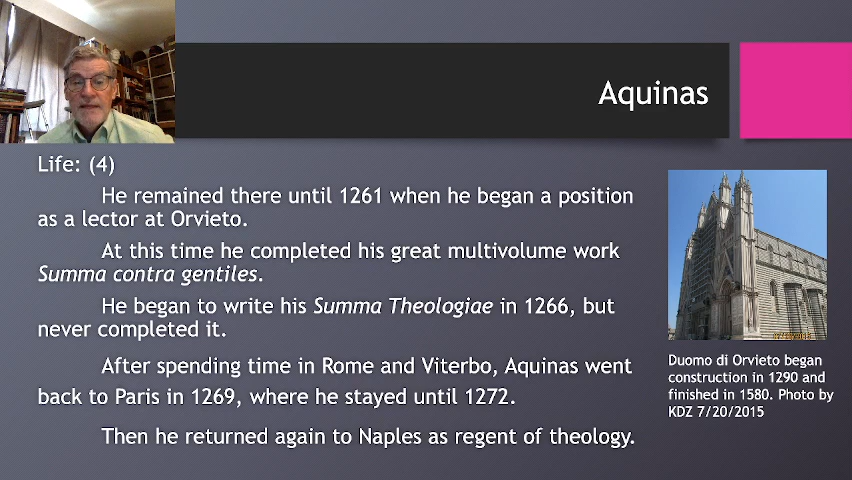 Aquinas
Life: (4)
He remained there until 1261 when he began a position
as a lector at Orvieto.
At this time he completed his great multivolume work
Summa contra gentiles.
He began to write his Summa Theologiae in 1266, but
never completed it.
After spending time in Rome and Viterbo, Aquinas went
back to Paris in 1269, where he stayed until 1272.
Then he returned again to Naples as regent of theology.
Duomo di Orvieto began
construction in 1290 and
finished in 1580. Photo by
KDZ 7/20/2015